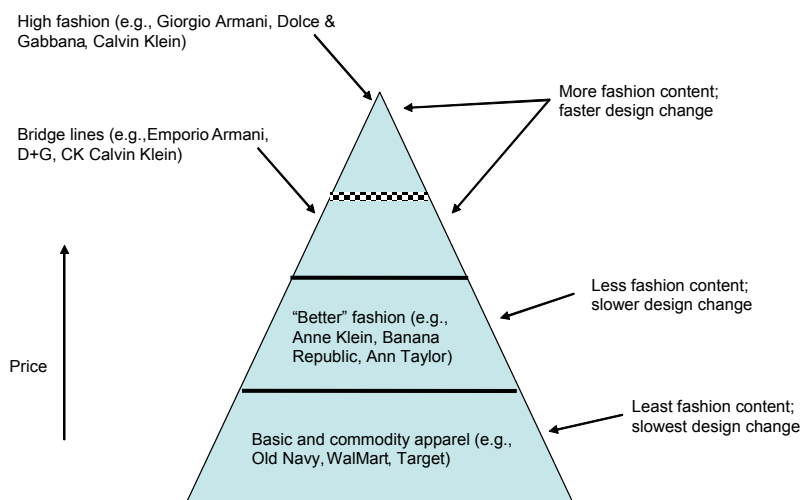 High fashion (e.g., Giorgio Armani, Dolce &
Gabbana, Calvin Klein)
More fashion content;
faster design change
Bridge lines (e.g.,Emporio Armani,
D+G, CK Calvin Klein)
Less fashion content;
slower design change
“Better” fashion (e.g.,
Anne Klein, Banana
Republic, Ann Taylor)
Price
Least fashion content;
slowest design change
Basic and commodity apparel (e.g.,
Old Navy, WalMart, Target)